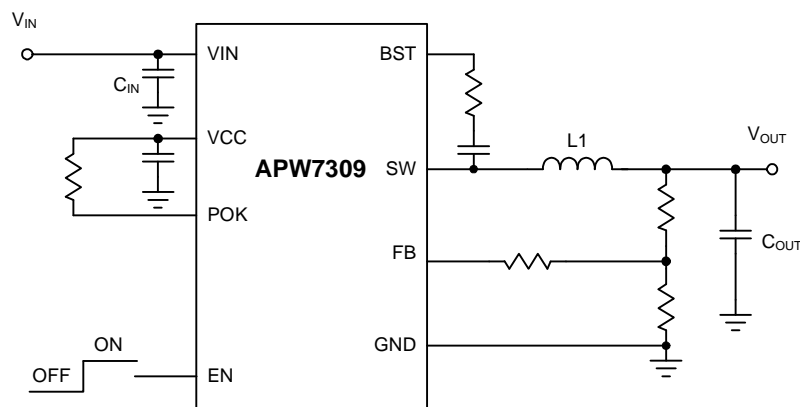 VIN
VIN
BST
CIN
L1
VOUT
VCC
APW7309
SW
POK
FB
COUT
ON
GND
OFF
EN